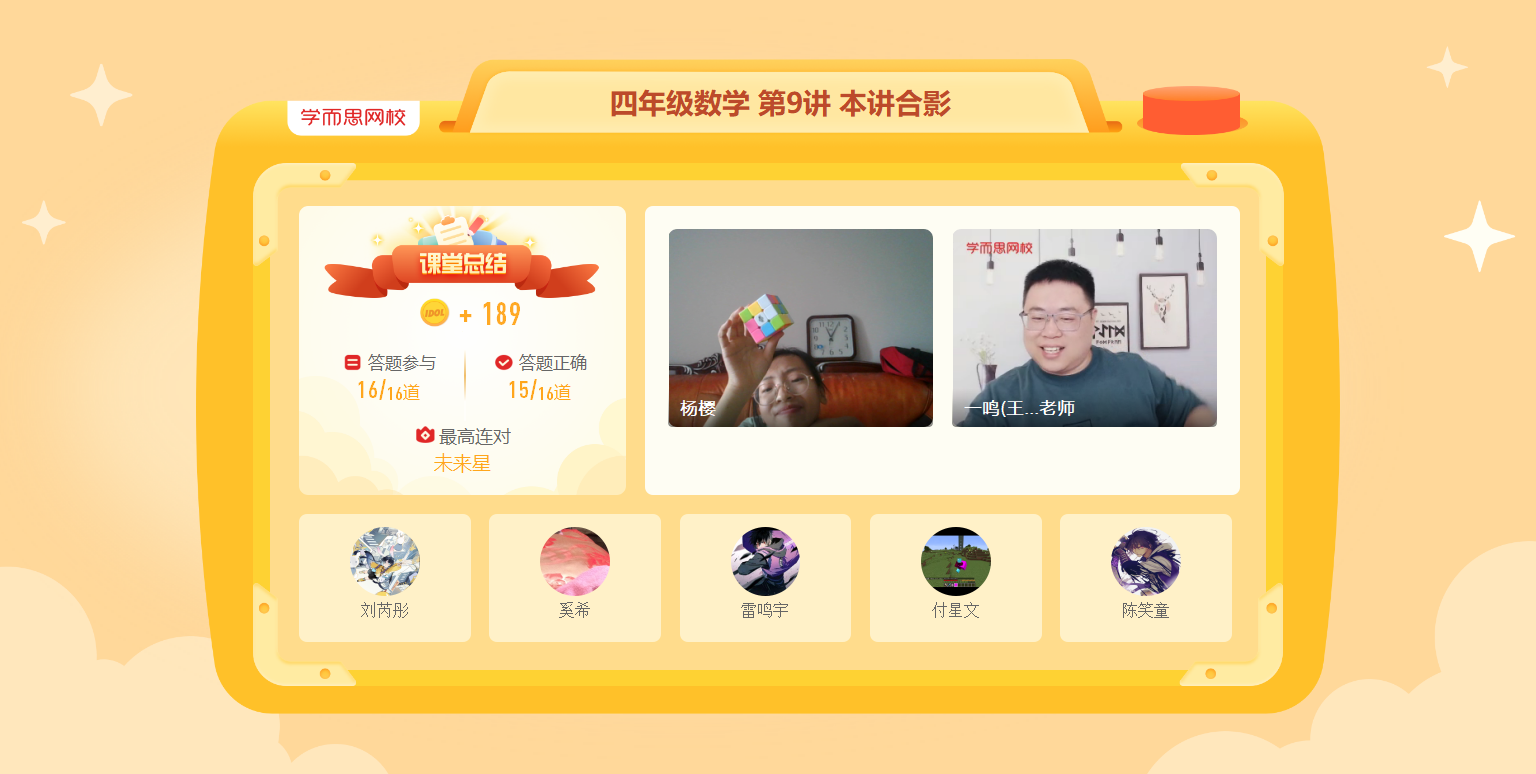 学而思网校
四年级数学 第9讲 本讲合影
课堂总结
IDOL + 189
答题参与
16/16道
答题正确
15/16道
最高连对
未来星
学而思网校
杨樱
一鸣(王...老师
刘芮彤
奚希
雷鸣宇
付星文
陈笑童